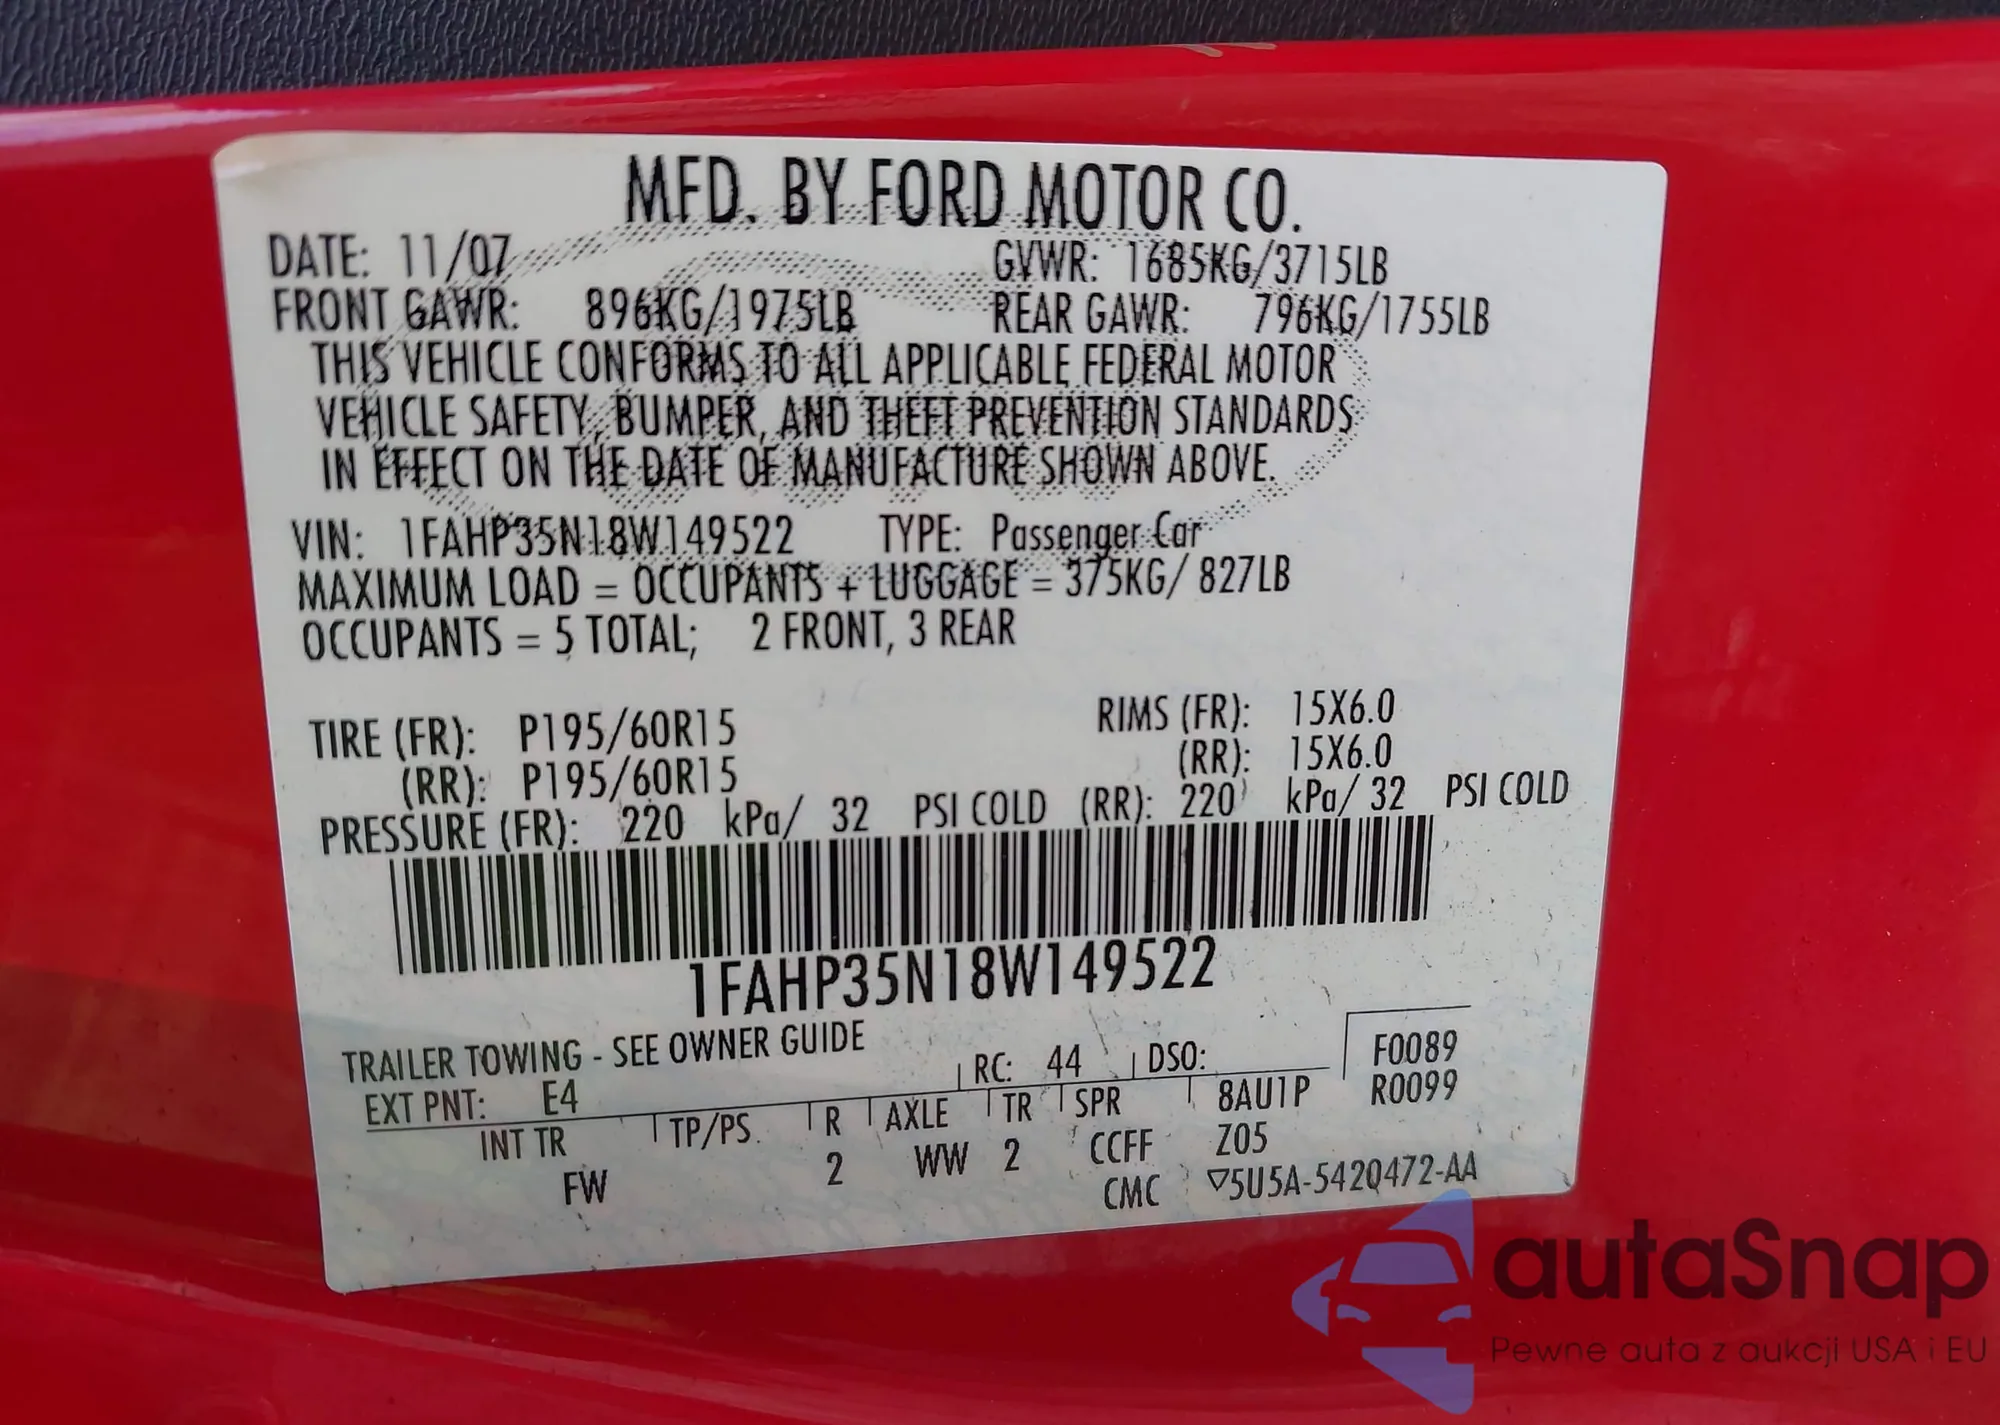 MFD. BY FORD MOTOR CO.
DATE: 11/07 GVWR: 1685KG/3715LB
FRONT GAWR: 896KG/1975LB REAR GAWR: 796KG/1755LB
THIS VEHICLE CONFORMS TO ALL APPLICABLE FEDERAL MOTOR
VEHICLE SAFETY, BUMPER, AND THEFT PREVENTION STANDARDS
IN EFFECT ON THE DATE OF MANUFACTURE SHOWN ABOVE.
VIN: 1FAHP35N18W149522 TYPE: Passenger Car
MAXIMUM LOAD = OCCUPANTS + LUGGAGE = 375KG/ 827LB
OCCUPANTS = 5 TOTAL; 2 FRONT, 3 REAR
TIRE (FR): P195/60R15 RIMS (FR): 15X6.0
(RR): P195/60R15 (RR): 15X6.0
PRESSURE (FR): 220 kPa/ 32 PSI COLD (RR): 220 kPa/ 32 PSI COLD
1FAHP35N18W149522
TRAILER TOWING - SEE OWNER GUIDE
EXT PNT: E4 RC: 44 DSO: F0089
INT TR TP/PS R AXLE TR SPR 8AU1P R0099
FW 2 WW 2 CCFF Z05
CMC ▽5U5A-5420472-AA
autaSnap
Pewne auta z aukcji USA i EU